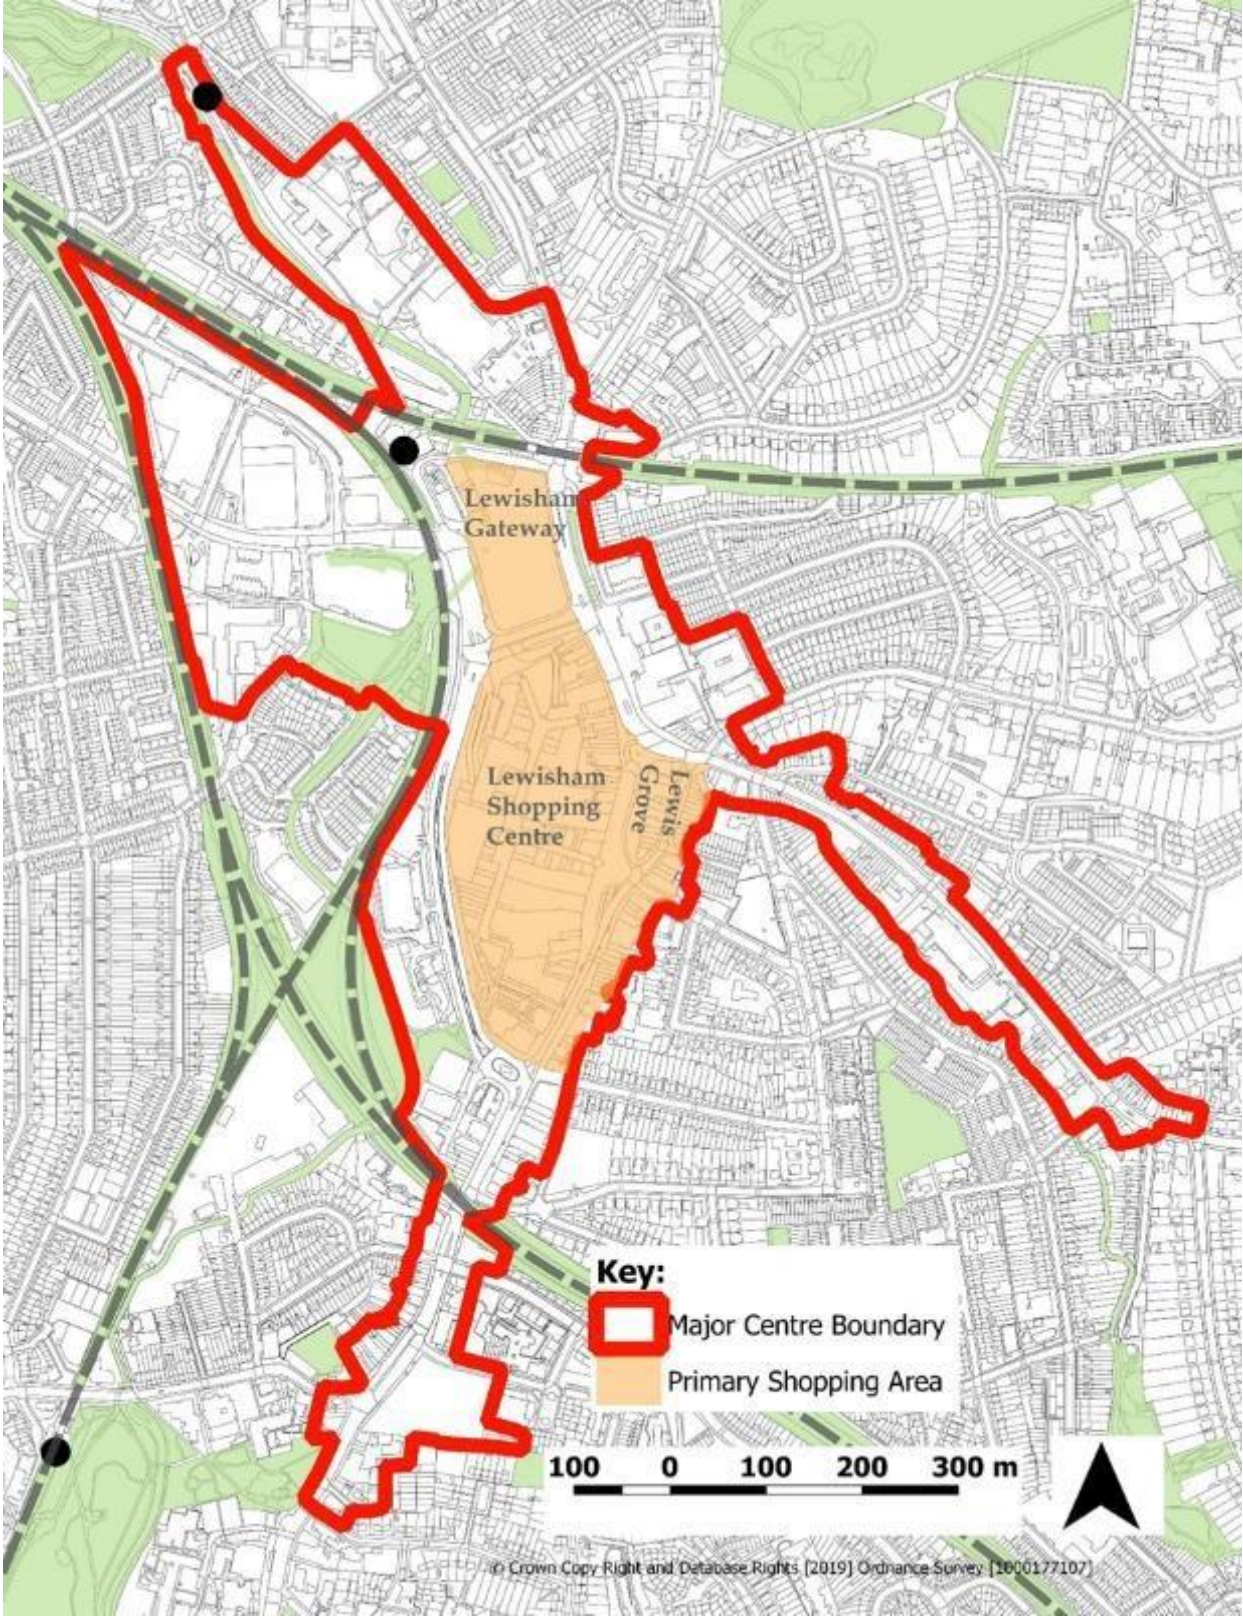 Lewisham
Gateway
Lewisham
Shopping
Centre
Lewis
Grove
Key:
Major Centre Boundary
Primary Shopping Area
100 0 100 200 300 m
© Crown Copy Right and Database Rights [2019] Ordnance Survey [1000177107]